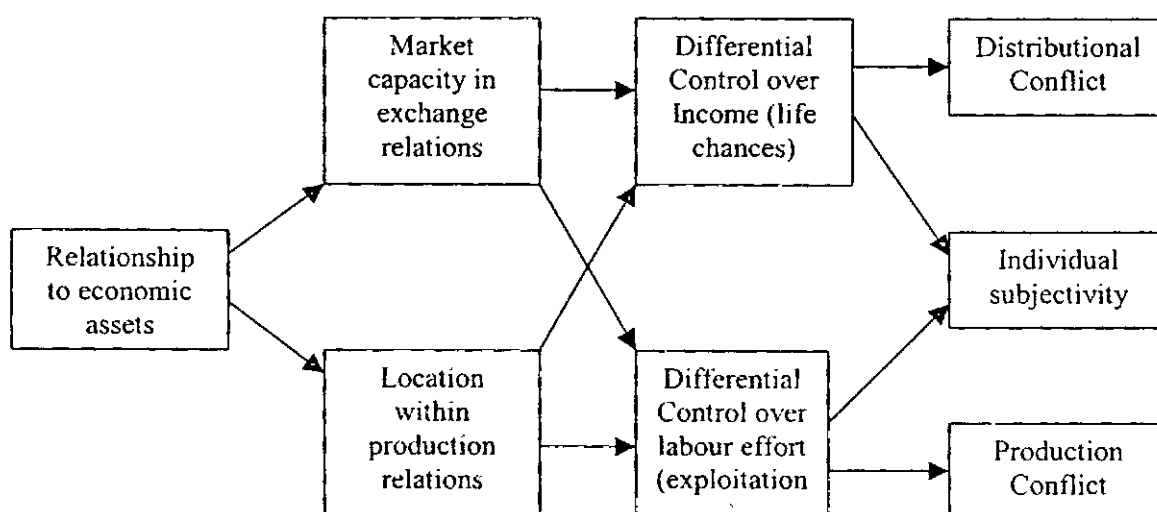 Market
capacity in
exchange
relations
Differential
Control over
Income (life
chances)
Distributional
Conflict
Relationship
to economic
assets
Individual
subjectivity
Location
within
production
relations
Differential
Control over
labour effort
(exploitation
Production
Conflict